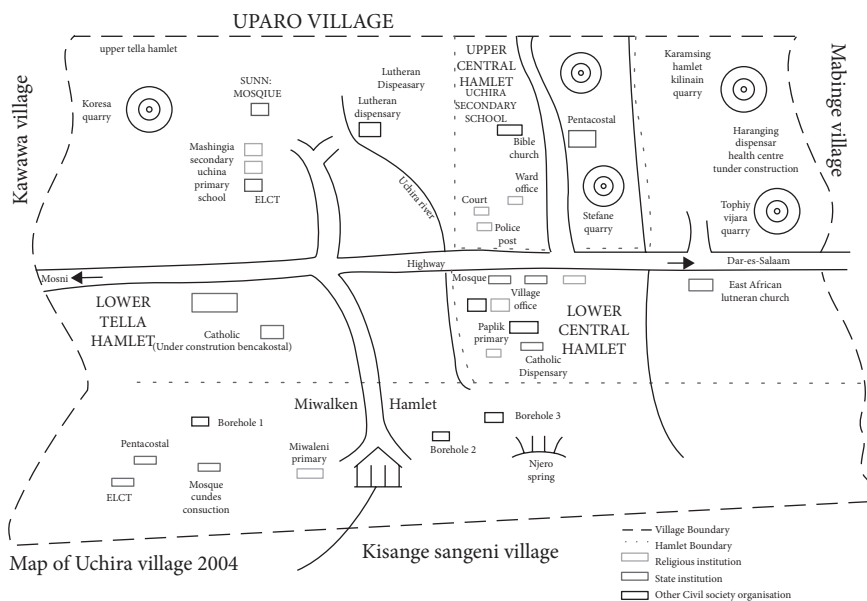 UPARO VILLAGE
upper tella hamlet
Koresa
quarry
SUNN:
MOSQIUE
Lutheran
Dispeasary
Lutheran
dispensary
UPPER
CENTRAL
HAMLET
UCHIRA
SECONDARY
SCHOOL
Bible
church
Pentacostal
Karamsing
hamlet
kilinain
quarry
Mabinge village
Kawawa village
Mashingia
secondary
uchina
primary
school
ELCT
Uchira river
Ward
office
Court
Police
post
Stefane
quarry
Haranging
dispensar
health centre
tunder construction
Tophiy
vijara
quarry
Highway
Dar-es-Salaam
Mosni
LOWER
TELLA
HAMLET
Catholic
(Under constrution bencakostal)
Mosque
Village
office
Paplik
primary
Catholic
Dispensary
LOWER
CENTRAL
HAMLET
East African
lutneran church
Miwalken Hamlet
Borehole 1
Borehole 2
Borehole 3
Pentacostal
ELCT
Mosque
cundes
consuction
Miwaleni
primary
Njero
spring
Map of Uchira village 2004
Kisange sangeni village
Village Boundary
Hamlet Boundary
Religious institution
State institution
Other Civil society organisation